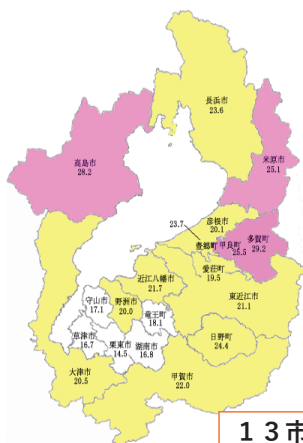 長浜市
23.6
高島市
28.2
米原市
25.1
彦根市
20.1
多賀町
29.2
23.7
豊郷町
甲良町
25.5
愛荘町
19.5
近江八幡市
21.7
東近江市
21.1
守山市
17.1
野洲市
20.0
竜王町
18.1
草津市
16.7
栗東市
14.5
湖南市
16.8
日野町
24.4
大津市
20.5
甲賀市
22.0
13市